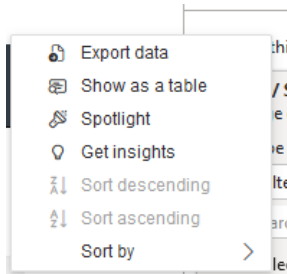 Export data
Show as a table
Spotlight
Get insights
Sort descending
Sort ascending
Sort by